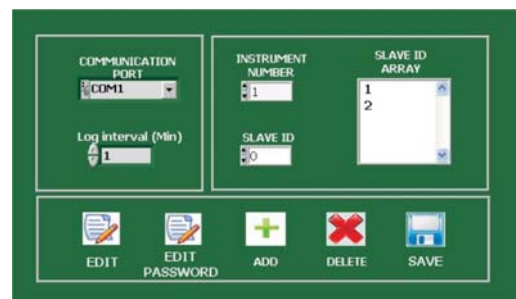 COMMUNICATION
PORT
COM1
Log interval (Min)
1
INSTRUMENT
NUMBER
1
SLAVE ID
0
SLAVE ID
ARRAY
1
2
EDIT
EDIT
PASSWORD
ADD
DELETE
SAVE